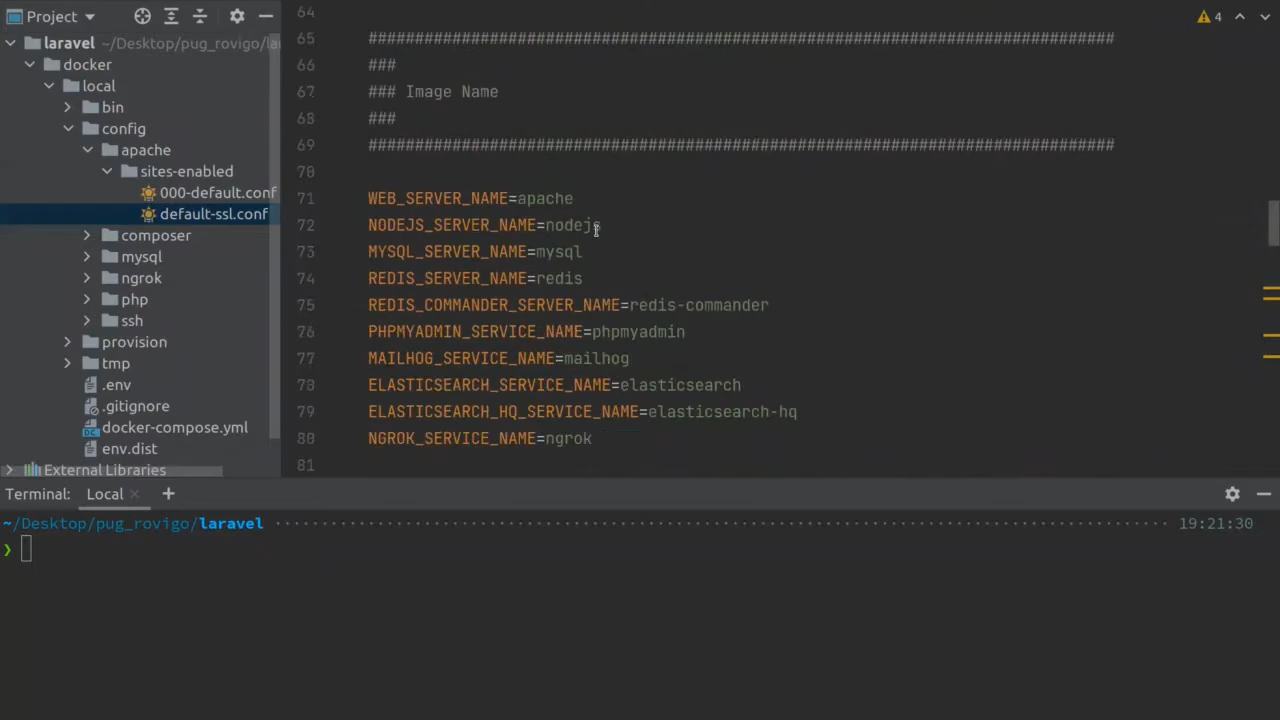 Project
laravel ~/Desktop/pug_rovigo/la
docker
local
bin
config
apache
sites-enabled
000-default.conf
default-ssl.conf
composer
mysql
ngrok
php
ssh
provision
tmp
.env
.gitignore
docker-compose.yml
env.dist
External Libraries
4
64
65 ################################################################################
66 ###
67 ### Image Name
68 ###
69 ################################################################################
70
71 WEB_SERVER_NAME=apache
72 NODEJS_SERVER_NAME=nodejs
73 MYSQL_SERVER_NAME=mysql
74 REDIS_SERVER_NAME=redis
75 REDIS_COMMANDER_SERVER_NAME=redis-commander
76 PHPMYADMIN_SERVICE_NAME=phpmyadmin
77 MAILHOG_SERVICE_NAME=mailhog
78 ELASTICSEARCH_SERVICE_NAME=elasticsearch
79 ELASTICSEARCH_HQ_SERVICE_NAME=elasticsearch-hq
80 NGROK_SERVICE_NAME=ngrok
81
Terminal: Local × +
~/Desktop/pug_rovigo/laravel 19:21:30
❯